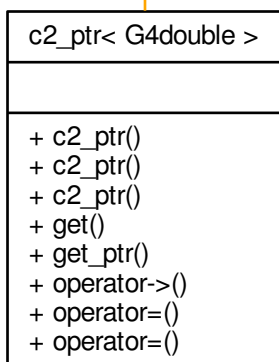 c2_ptr< G4double >
+ c2_ptr()
+ c2_ptr()
+ c2_ptr()
+ get()
+ get_ptr()
+ operator->()
+ operator=()
+ operator=()